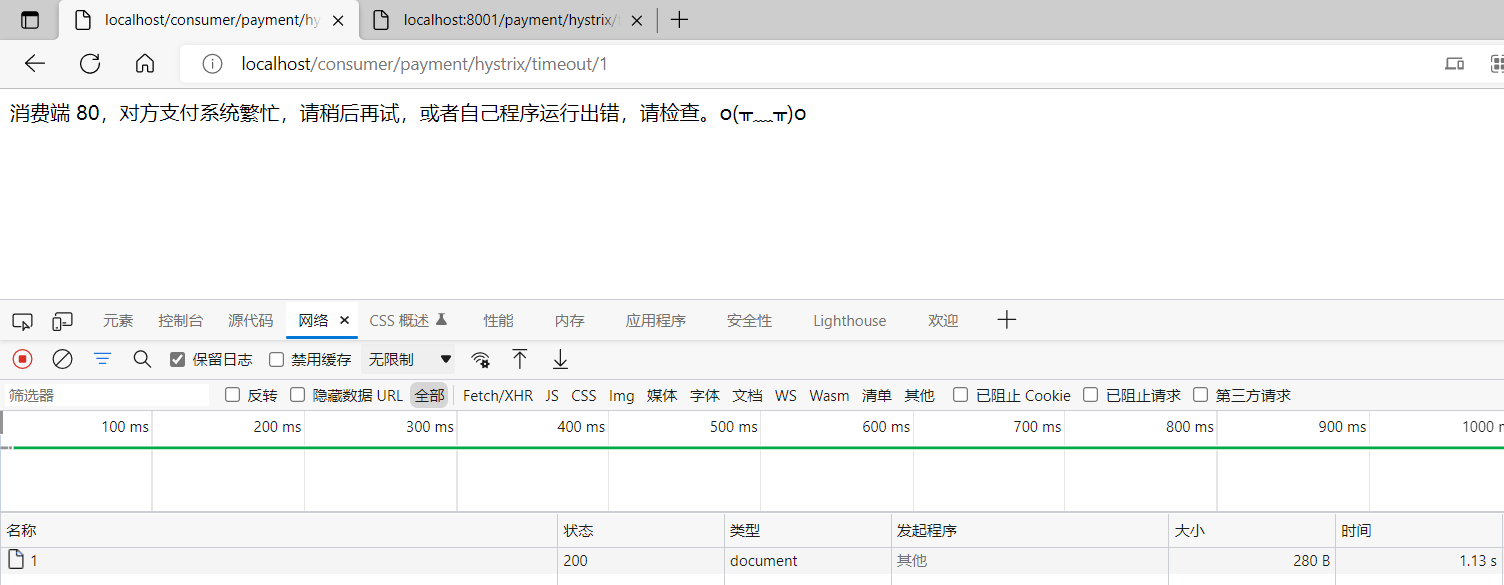 localhost/consumer/payment/hy
localhost:8001/payment/hystrix/
localhost/consumer/payment/hystrix/timeout/1
消费端 80，对方支付系统繁忙，请稍后再试，或者自己程序运行出错，请检查。o(╥﹏╥)o
元素 控制台 源代码 网络 CSS 概述 性能 内存 应用程序 安全性 Lighthouse 欢迎
保留日志 禁用缓存 无限制
筛选器 反转 隐藏数据 URL 全部 Fetch/XHR JS CSS Img 媒体 字体 文档 WS Wasm 清单 其他 已阻止 Cookie 已阻止请求 第三方请求
100 ms 200 ms 300 ms 400 ms 500 ms 600 ms 700 ms 800 ms 900 ms 1000 m
名称 状态 类型 发起程序 大小 时间
1 200 document 其他 280 B 1.13 s